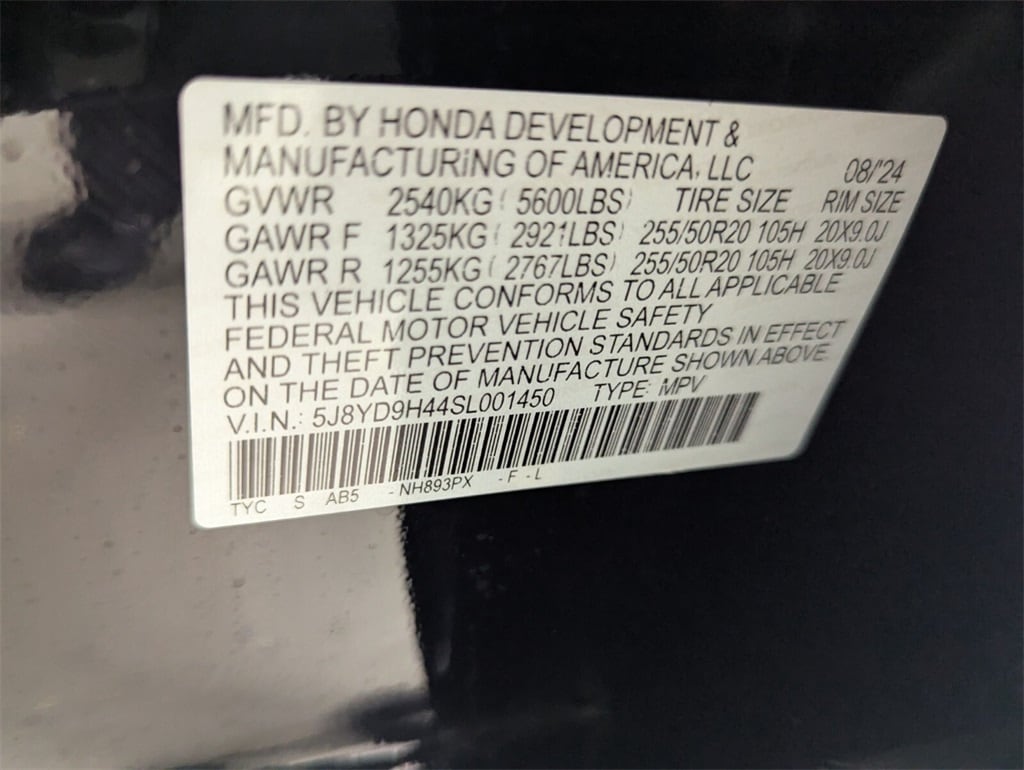 MFD. BY HONDA DEVELOPMENT &
MANUFACTURING OF AMERICA, LLC 08/'24
GVWR 2540KG ( 5600LBS) TIRE SIZE RIM SIZE
GAWR F 1325KG ( 2921LBS) 255/50R20 105H 20X9.0J
GAWR R 1255KG ( 2767LBS) 255/50R20 105H 20X9.0J
THIS VEHICLE CONFORMS TO ALL APPLICABLE
FEDERAL MOTOR VEHICLE SAFETY
AND THEFT PREVENTION STANDARDS IN EFFECT
ON THE DATE OF MANUFACTURE SHOWN ABOVE.
V.I.N.: 5J8YD9H44SL001450 TYPE: MPV
TYC S AB5 - NH893PX - F - L